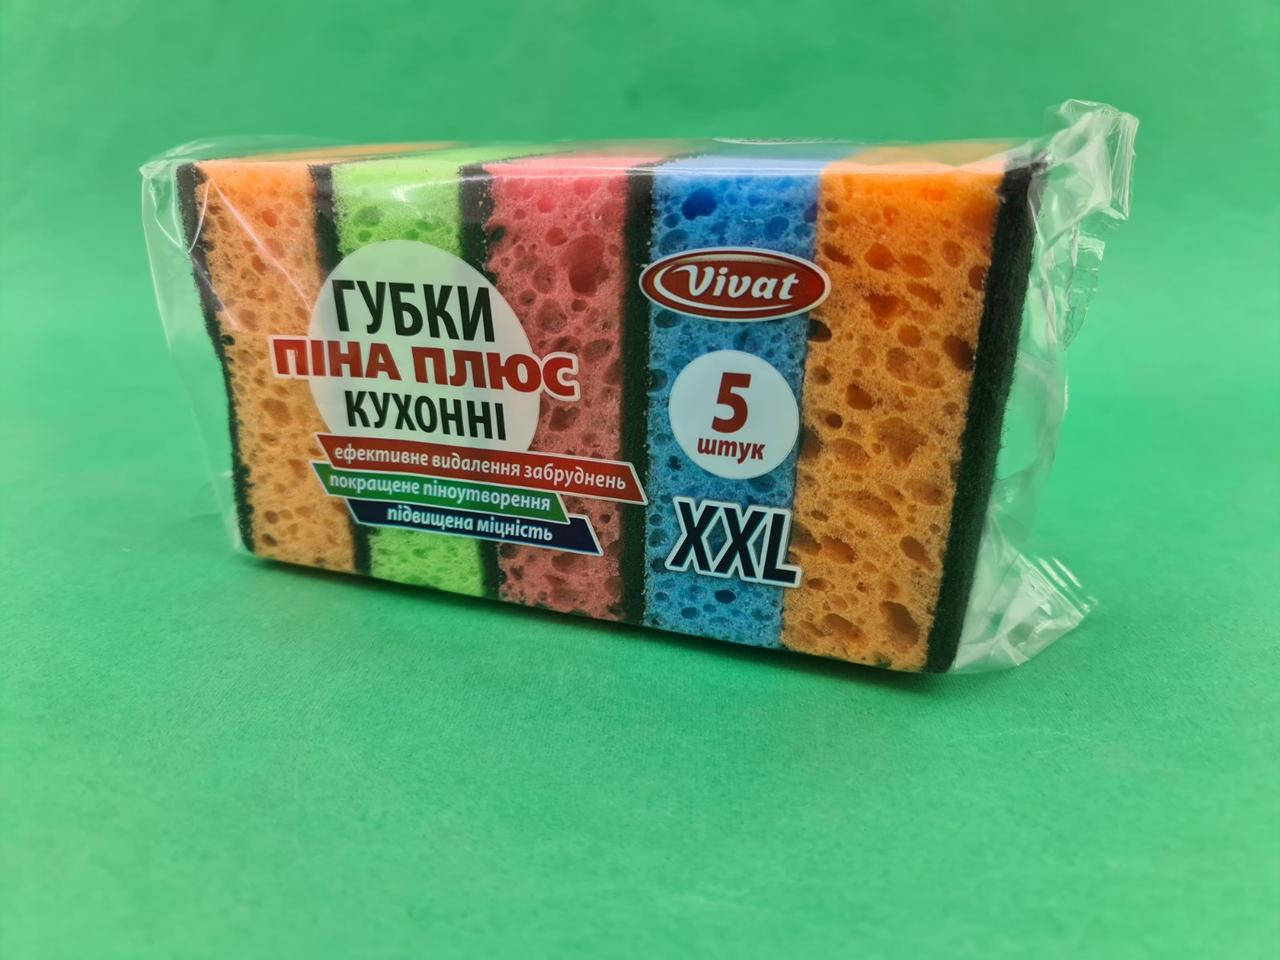 ГУБКИ
ПІНА ПЛЮС
КУХОННІ
ефективне видалення забруднень
покращене піноутворення
підвищена міцність
Vivat
5
штук
XXL